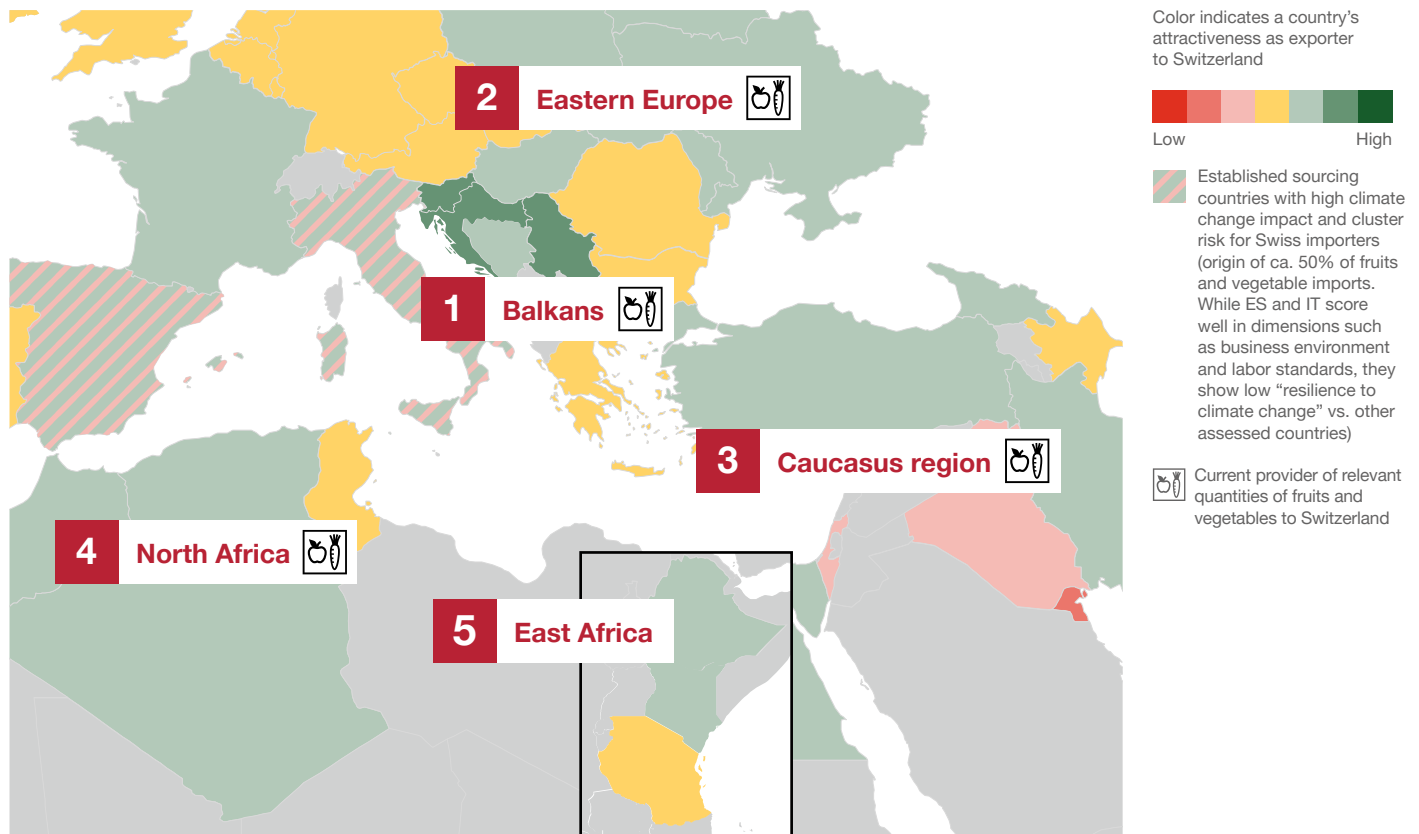 2 Eastern Europe
1 Balkans
3 Caucasus region
4 North Africa
5 East Africa
Color indicates a country's
attractiveness as exporter
to Switzerland
Low High
Established sourcing
countries with high climate
change impact and cluster
risk for Swiss importers
(origin of ca. 50% of fruits
and vegetable imports.
While ES and IT score
well in dimensions such
as business environment
and labor standards, they
show low “resilience to
climate change” vs. other
assessed countries)
Current provider of relevant
quantities of fruits and
vegetables to Switzerland